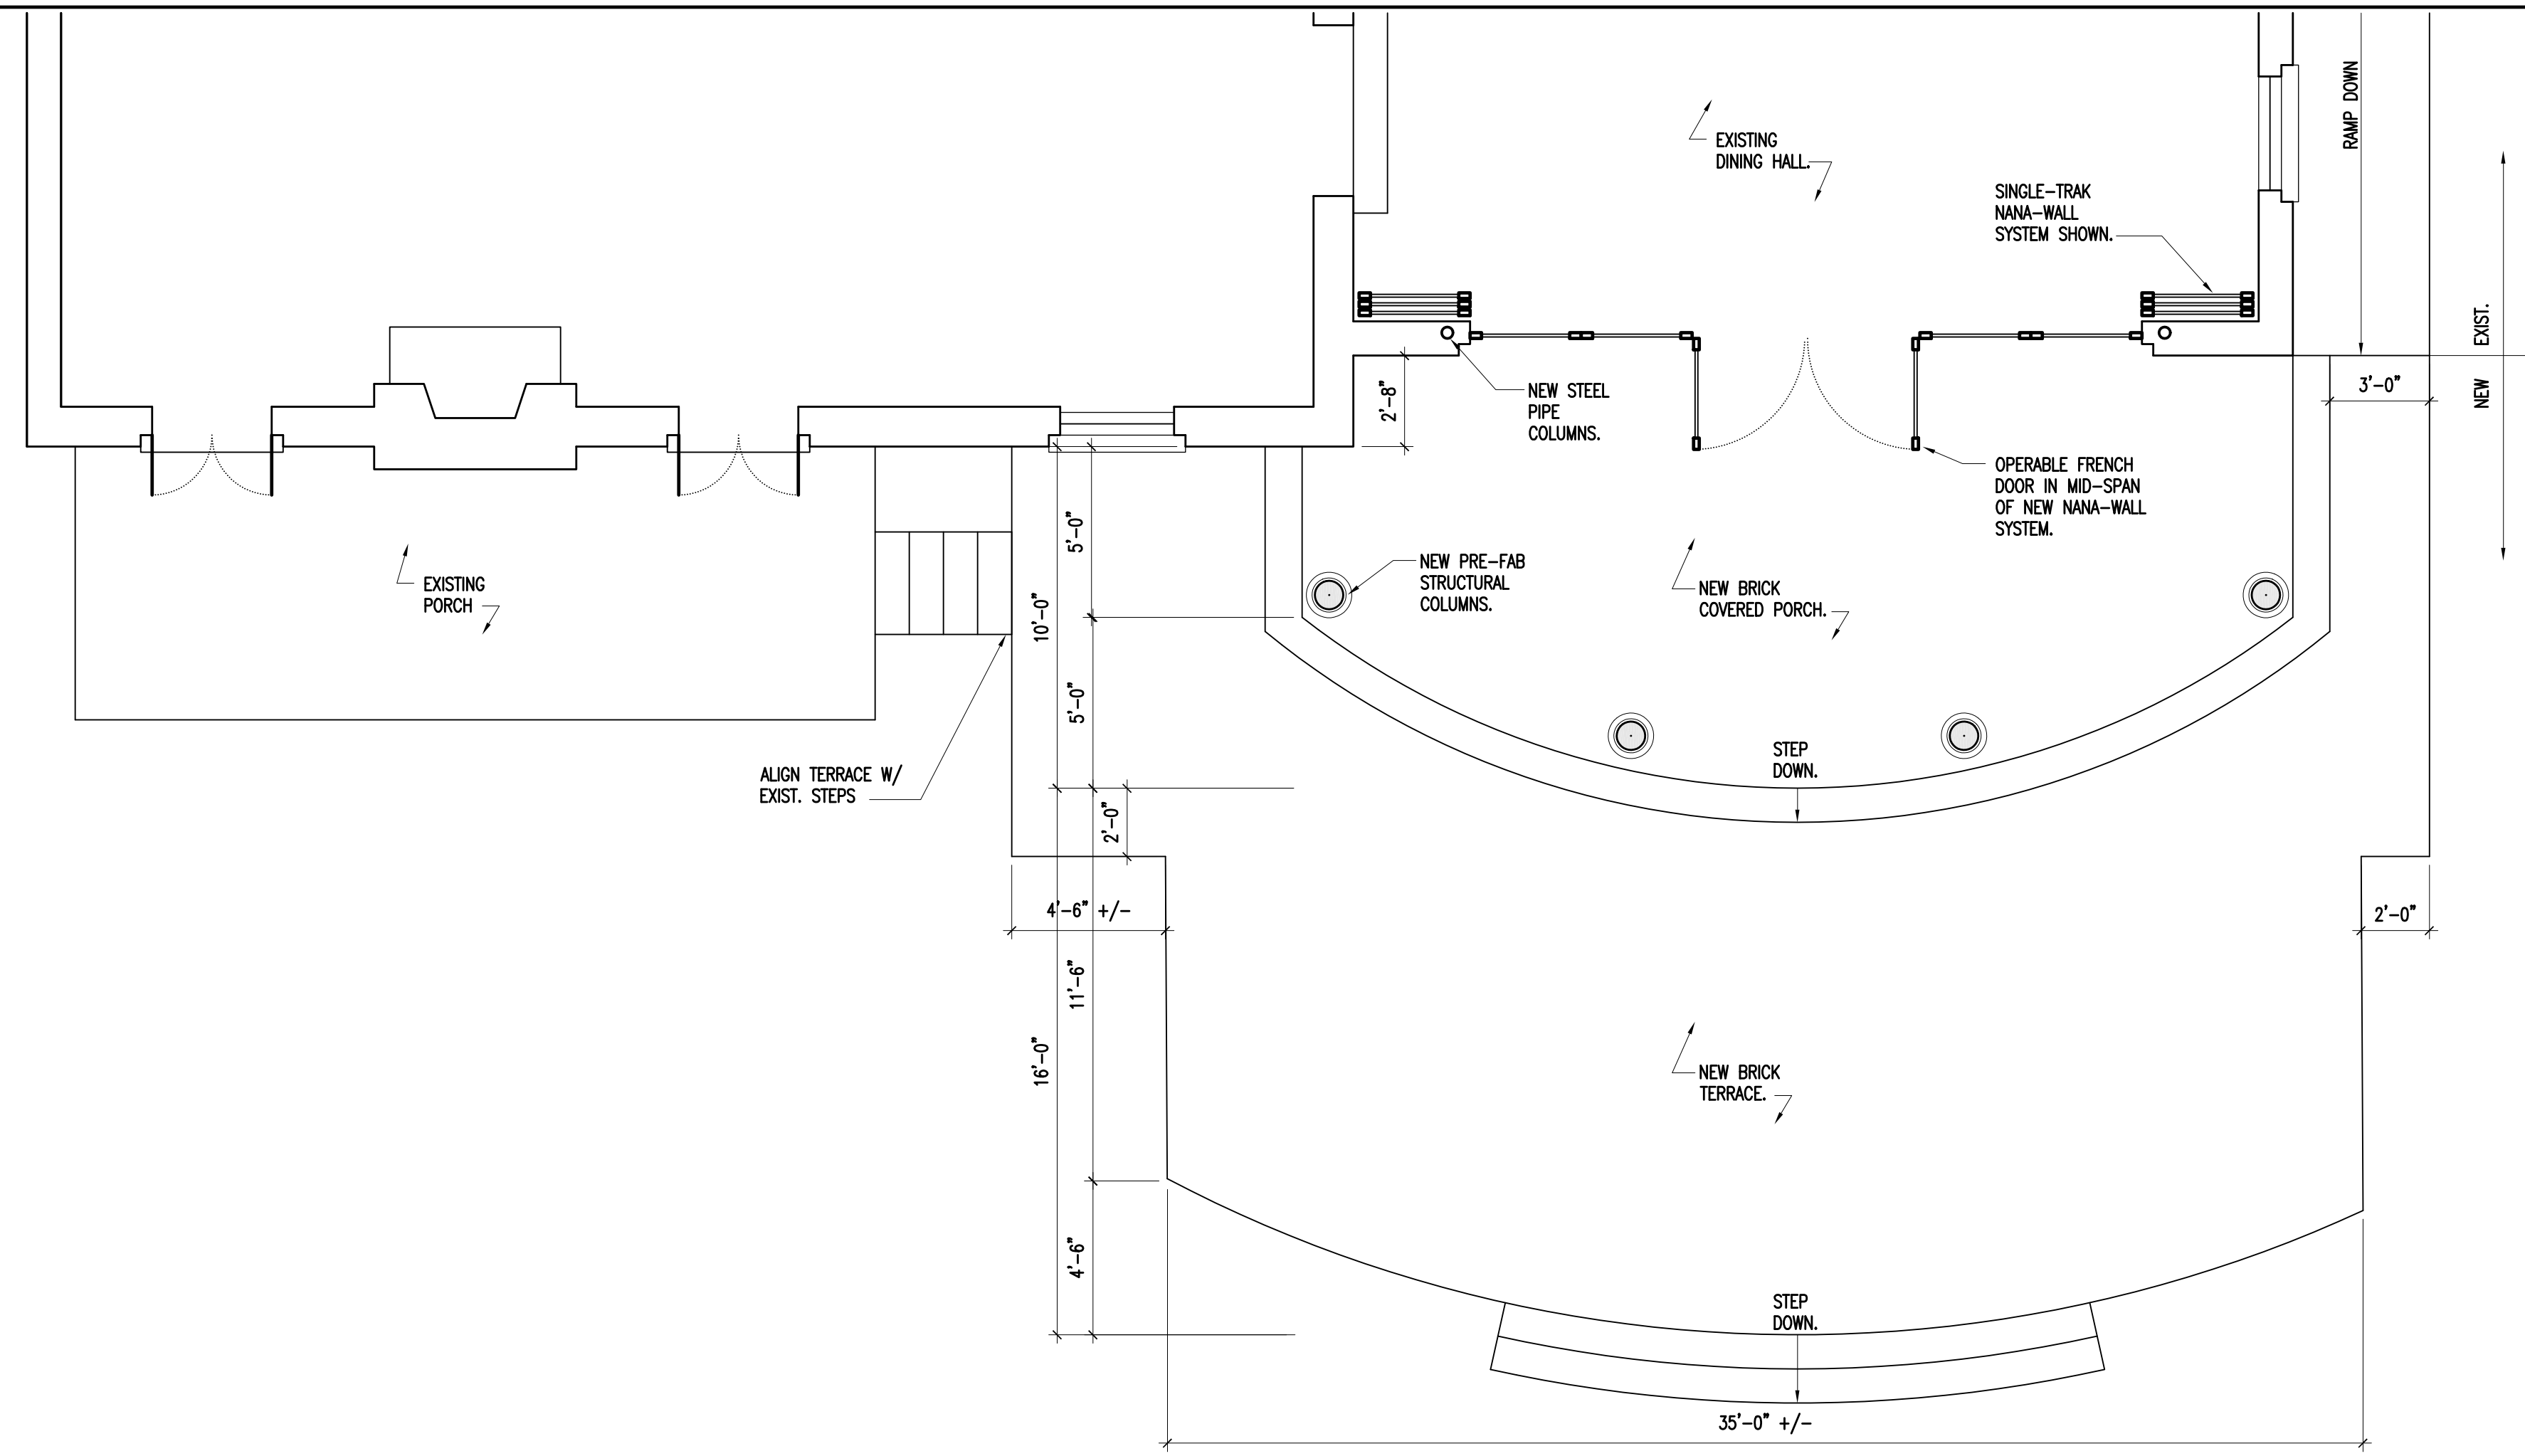 RAMP DOWN
EXISTING
DINING HALL.
SINGLE-TRAK
NANA-WALL
SYSTEM SHOWN.
EXIST.
NEW
3'-0"
2'-8"
NEW STEEL
PIPE
COLUMNS.
OPERABLE FRENCH
DOOR IN MID-SPAN
OF NEW NANA-WALL
SYSTEM.
5'-0"
10'-0"
EXISTING
PORCH
NEW PRE-FAB
STRUCTURAL
COLUMNS.
NEW BRICK
COVERED PORCH.
5'-0"
STEP
DOWN.
ALIGN TERRACE W/
EXIST. STEPS
2'-0"
4'-6" +/-
2'-0"
11'-6"
16'-0"
NEW BRICK
TERRACE.
4'-6"
STEP
DOWN.
35'-0" +/-